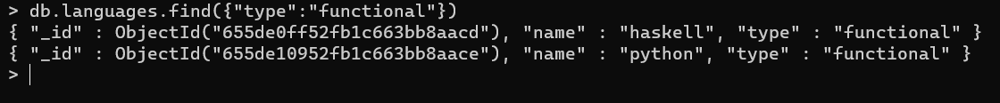 > db.languages.find({"type":"functional"})
{ "_id" : ObjectId("655de0ff52fb1c663bb8aacd"), "name" : "haskell", "type" : "functional" }
{ "_id" : ObjectId("655de10952fb1c663bb8aace"), "name" : "python", "type" : "functional" }
>